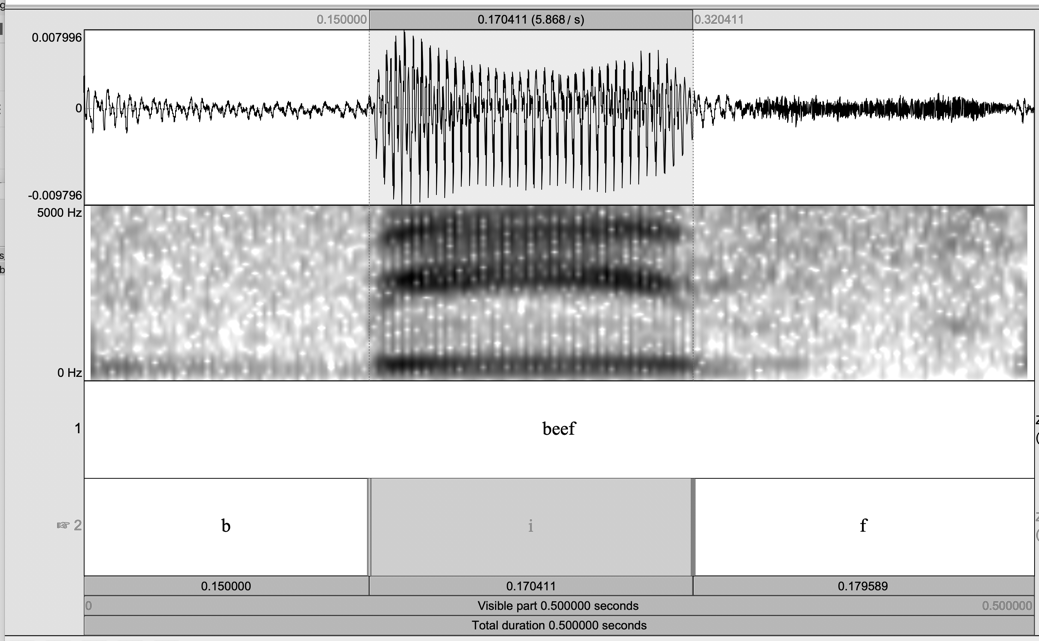 0.150000 0.170411 (5.868 / s) 0.320411
0.007996
0
-0.009796
5000 Hz
0 Hz
1 beef
☞ 2 b i f
0.150000 0.170411 0.179589
0 Visible part 0.500000 seconds 0.500000
Total duration 0.500000 seconds